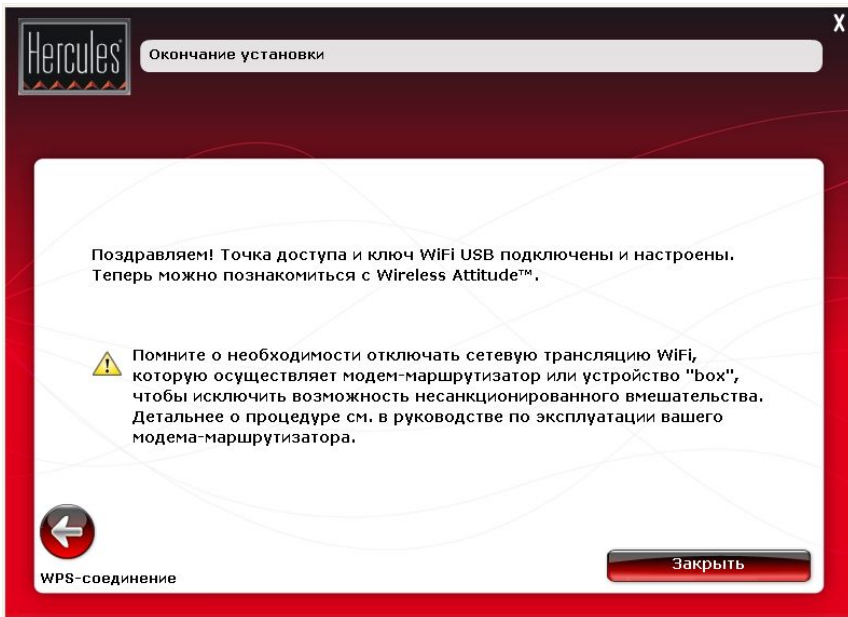 Hercules
X
Окончание установки
Поздравляем! Точка доступа и ключ WiFi USB подключены и настроены.
Теперь можно познакомиться с Wireless Attitude™.
Помните о необходимости отключать сетевую трансляцию WiFi,
которую осуществляет модем-маршрутизатор или устройство "box",
чтобы исключить возможность несанкционированного вмешательства.
Детальнее о процедуре см. в руководстве по эксплуатации вашего
модема-маршрутизатора.
WPS-соединение
Закрыть